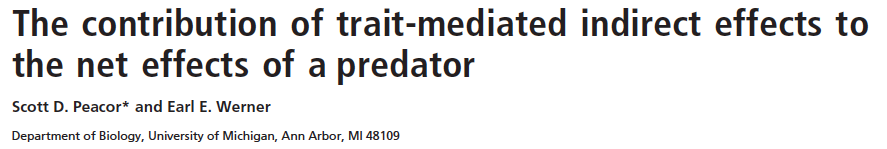 The contribution of trait-mediated indirect effects to
the net effects of a predator
Scott D. Peacor* and Earl E. Werner
Department of Biology, University of Michigan, Ann Arbor, MI 48109